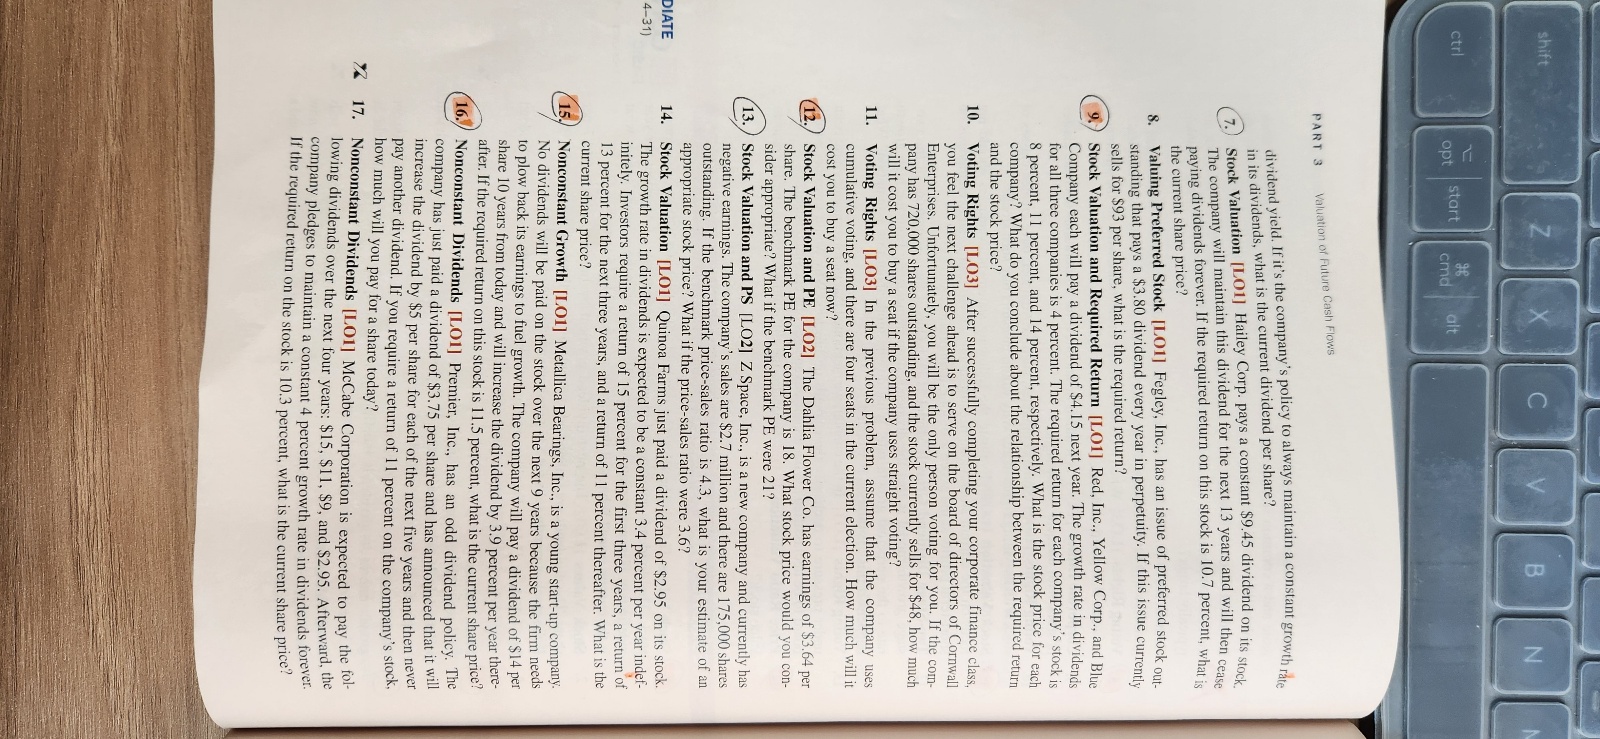 PART 3 Valuation of Future Cash Flows
dividend yield. If it's the company's policy to always maintain a constant growth rate
in its dividends, what is the current dividend per share?
7. Stock Valuation [LO1] Hailey Corp. pays a constant $9.45 dividend on its stock.
The company will maintain this dividend for the next 13 years and will then cease
paying dividends forever. If the required return on this stock is 10.7 percent, what is
the current share price?
8. Valuing Preferred Stock [LO1] Fegley, Inc., has an issue of preferred stock out-
standing that pays a $3.80 dividend every year in perpetuity. If this issue currently
sells for $93 per share, what is the required return?
9. Stock Valuation and Required Return [LO1] Red, Inc., Yellow Corp., and Blue
Company each will pay a dividend of $4.15 next year. The growth rate in dividends
for all three companies is 4 percent. The required return for each company's stock is
8 percent, 11 percent, and 14 percent, respectively. What is the stock price for each
company? What do you conclude about the relationship between the required return
and the stock price?
10. Voting Rights [LO3] After successfully completing your corporate finance class,
you feel the next challenge ahead is to serve on the board of directors of Cornwall
Enterprises. Unfortunately, you will be the only person voting for you. If the com-
pany has 720,000 shares outstanding, and the stock currently sells for $48, how much
will it cost you to buy a seat if the company uses straight voting?
11. Voting Rights [LO3] In the previous problem, assume that the company uses
cumulative voting, and there are four seats in the current election. How much will it
cost you to buy a seat now?
12. Stock Valuation and PE [LO2] The Dahlia Flower Co. has earnings of $3.64 per
share. The benchmark PE for the company is 18. What stock price would you con-
sider appropriate? What if the benchmark PE were 21?
13. Stock Valuation and PS [LO2] Z Space, Inc., is a new company and currently has
negative earnings. The company's sales are $2.7 million and there are 175,000 shares
outstanding. If the benchmark price-sales ratio is 4.3, what is your estimate of an
appropriate stock price? What if the price-sales ratio were 3.6?
DIATE
4–31)
14. Stock Valuation [LO1] Quinoa Farms just paid a dividend of $2.95 on its stock.
The growth rate in dividends is expected to be a constant 3.4 percent per year indef-
initely. Investors require a return of 15 percent for the first three years, a return of
13 percent for the next three years, and a return of 11 percent thereafter. What is the
current share price?
15. Nonconstant Growth [LO1] Metallica Bearings, Inc., is a young start-up company.
No dividends will be paid on the stock over the next 9 years because the firm needs
to plow back its earnings to fuel growth. The company will pay a dividend of $14 per
share 10 years from today and will increase the dividend by 3.9 percent per year there-
after. If the required return on this stock is 11.5 percent, what is the current share price?
16. Nonconstant Dividends [LO1] Premier, Inc., has an odd dividend policy. The
company has just paid a dividend of $3.75 per share and has announced that it will
increase the dividend by $5 per share for each of the next five years and then never
pay another dividend. If you require a return of 11 percent on the company's stock,
how much will you pay for a share today?
17. Nonconstant Dividends [LO1] McCabe Corporation is expected to pay the fol-
lowing dividends over the next four years: $15, $11, $9, and $2.95. Afterward, the
company pledges to maintain a constant 4 percent growth rate in dividends forever.
If the required return on the stock is 10.3 percent, what is the current share price?
shift
Z
X
C
V
B
N
ctrl
opt
start
cmd
alt